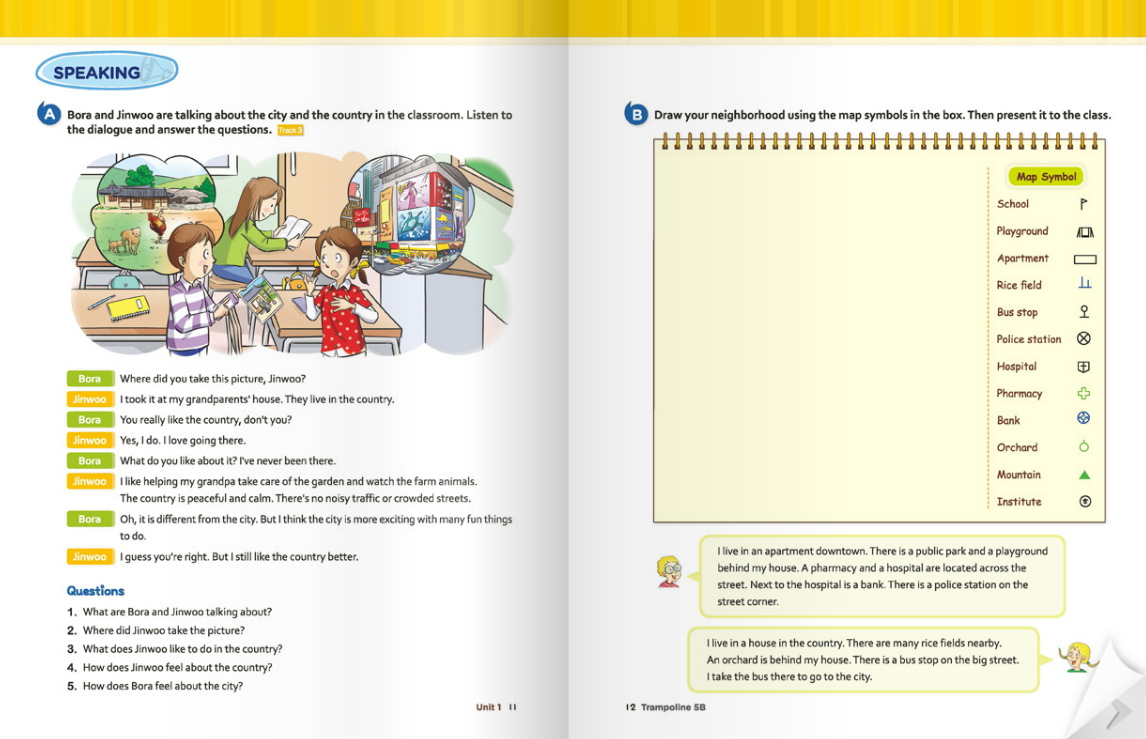 SPEAKING
A Bora and Jinwoo are talking about the city and the country in the classroom. Listen to
the dialogue and answer the questions. Track 3
Bora Where did you take this picture, Jinwoo?
Jinwoo I took it at my grandparents' house. They live in the country.
Bora You really like the country, don't you?
Jinwoo Yes, I do. I love going there.
Bora What do you like about it? I've never been there.
Jinwoo I like helping my grandpa take care of the garden and watch the farm animals.
The country is peaceful and calm. There's no noisy traffic or crowded streets.
Bora Oh, it is different from the city. But I think the city is more exciting with many fun things
to do.
Jinwoo I guess you're right. But I still like the country better.
Questions
1. What are Bora and Jinwoo talking about?
2. Where did Jinwoo take the picture?
3. What does Jinwoo like to do in the country?
4. How does Jinwoo feel about the country?
5. How does Bora feel about the city?
Unit 1 11
B Draw your neighborhood using the map symbols in the box. Then present it to the class.
Map Symbol
School
Playground
Apartment
Rice field
Bus stop
Police station
Hospital
Pharmacy
Bank
Orchard
Mountain
Institute
I live in an apartment downtown. There is a public park and a playground
behind my house. A pharmacy and a hospital are located across the
street. Next to the hospital is a bank. There is a police station on the
street corner.
I live in a house in the country. There are many rice fields nearby.
An orchard is behind my house. There is a bus stop on the big street.
I take the bus there to go to the city.
12 Trampoline 5B